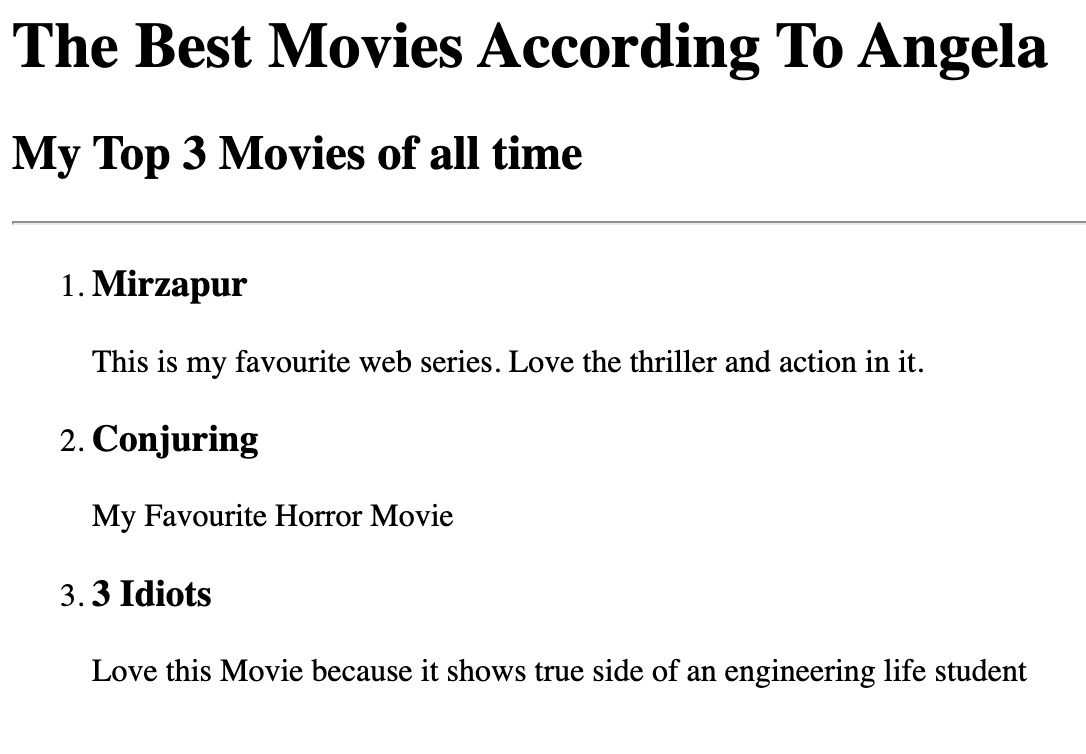 The Best Movies According To Angela
My Top 3 Movies of all time
1. Mirzapur
This is my favourite web series. Love the thriller and action in it.
2. Conjuring
My Favourite Horror Movie
3. 3 Idiots
Love this Movie because it shows true side of an engineering life student